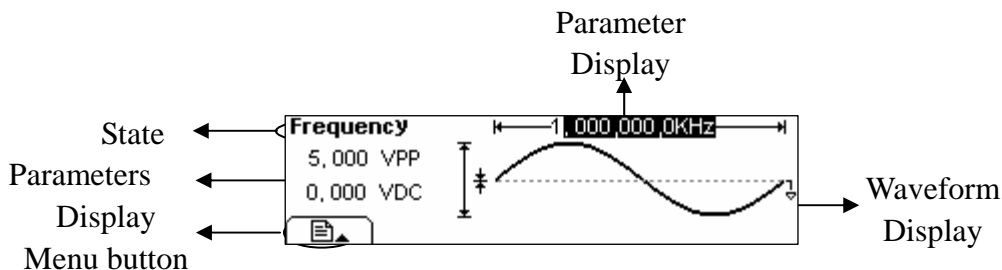 Parameter
Display
State
Frequency
1,000,000,0KHz
5,000 VPP
Parameters
0,000 VDC
Display
Waveform
Display
Menu button